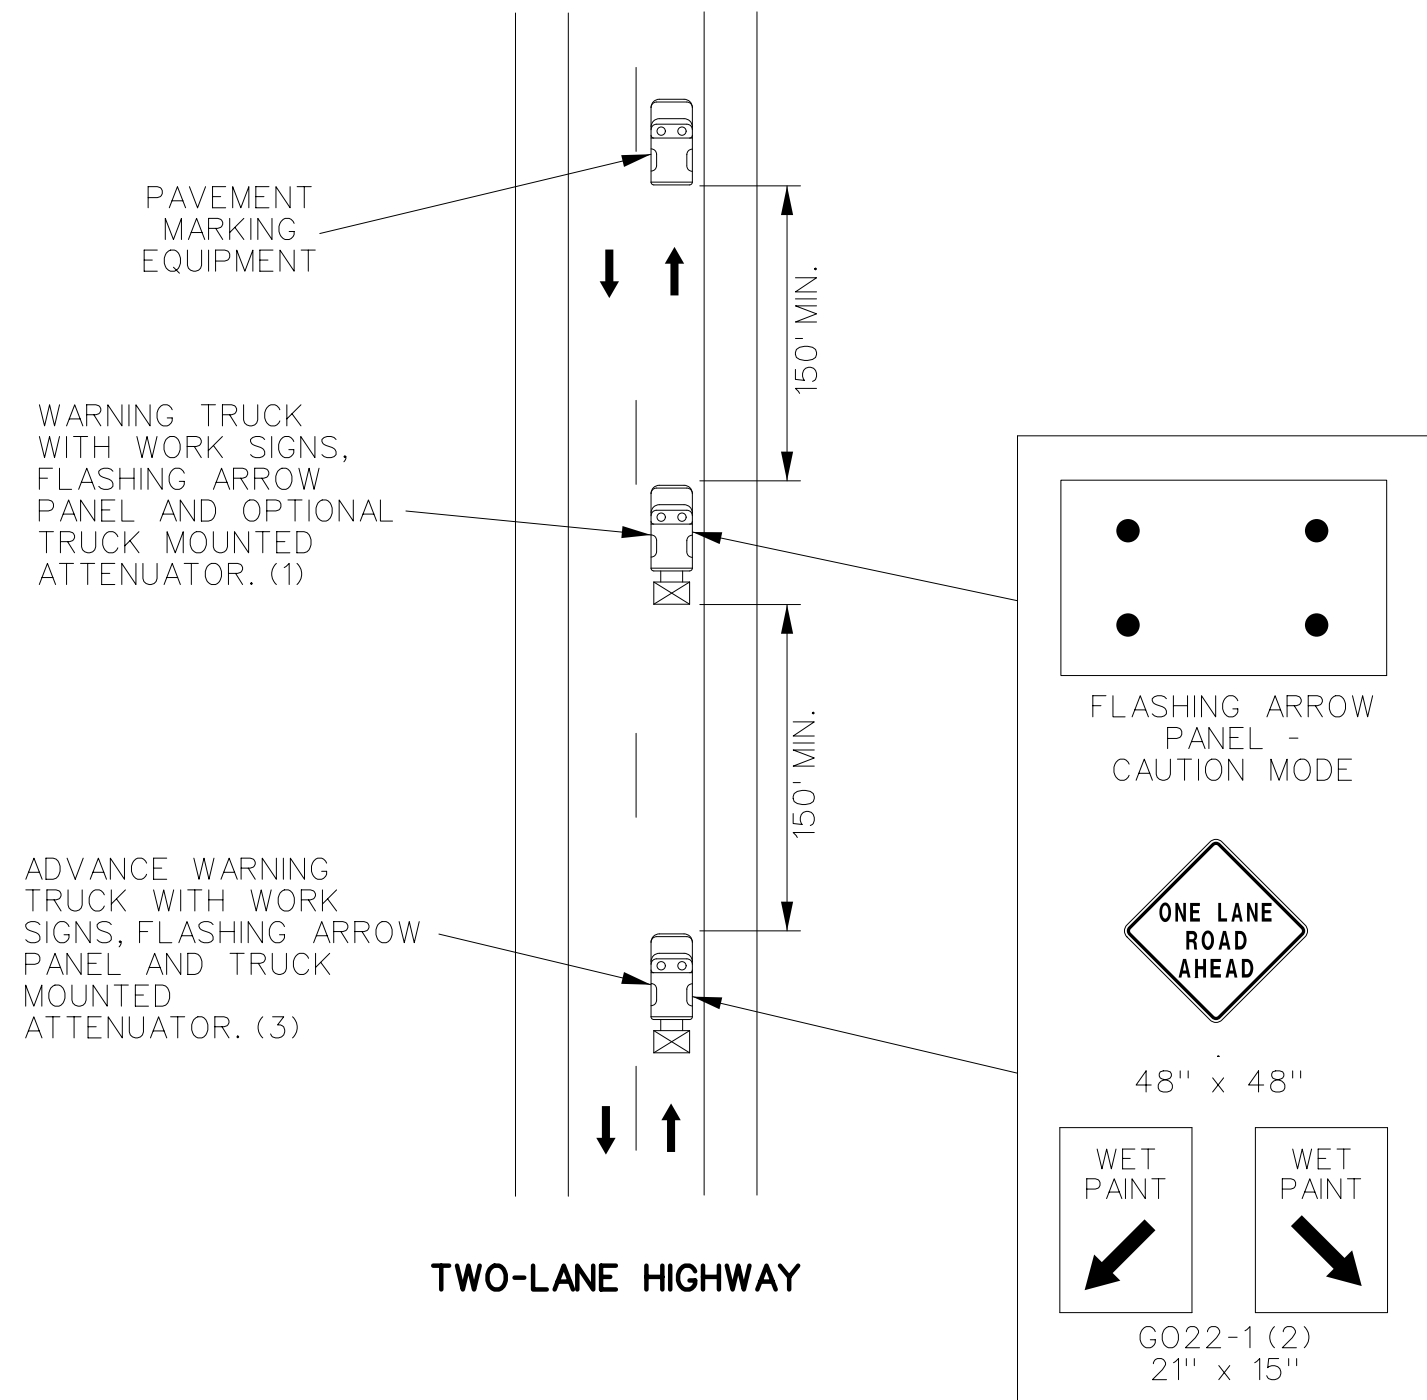 PAVEMENT
MARKING
EQUIPMENT
150' MIN.
WARNING TRUCK
WITH WORK SIGNS,
FLASHING ARROW
PANEL AND OPTIONAL
TRUCK MOUNTED
ATTENUATOR. (1)
150' MIN.
ADVANCE WARNING
TRUCK WITH WORK
SIGNS, FLASHING ARROW
PANEL AND TRUCK
MOUNTED
ATTENUATOR. (3)
TWO-LANE HIGHWAY
FLASHING ARROW
PANEL -
CAUTION MODE
ONE LANE
ROAD
AHEAD
48" x 48"
WET
PAINT
WET
PAINT
GO22-1 (2)
21" x 15"